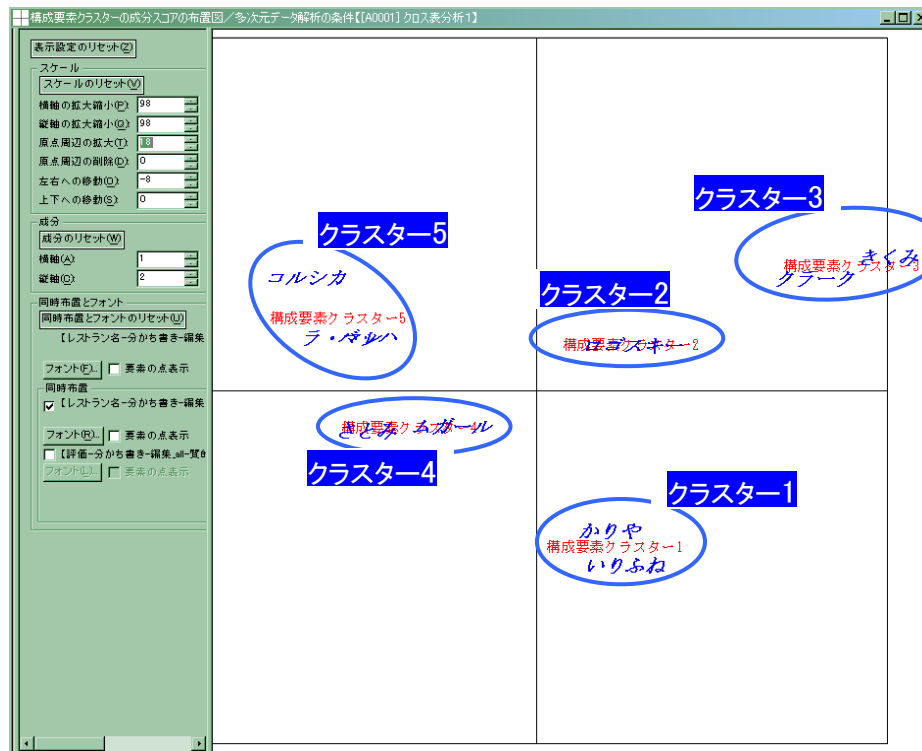 構成要素クラスターの成分スコアの布置図／多次元データ解析の条件【[A0001] クロス表分析1】
表示設定のリセット(Z)
スケール
スケールのリセット(V)
横軸の拡大縮小(P): 98
縦軸の拡大縮小(Q): 98
原点周辺の拡大(T): 18
原点周辺の削除(D): 0
左右への移動(O): -8
上下への移動(S): 0
成分
成分のリセット(W)
横軸(A): 1
縦軸(C): 2
同時布置とフォント
同時布置とフォントのリセット(U)
【レストラン名-分かち書き-編集
フォント(F)... 要素の点表示
同時布置
【レストラン名-分かち書き-編集
フォント(R)... 要素の点表示
【評価-分かち書き-編集_all-覧
フォント(L)... 要素の点表示
クラスター3
きくみ
構成要素クラスター3
クラーク
クラスター5
コルシカ
構成要素クラスター5
ラ・バルハ
クラスター2
構成要素クラスター2
ロゴスキー
構成要素クラスター4
さとみ ムガール
クラスター4
クラスター1
かりや
構成要素クラスター1
いりふね